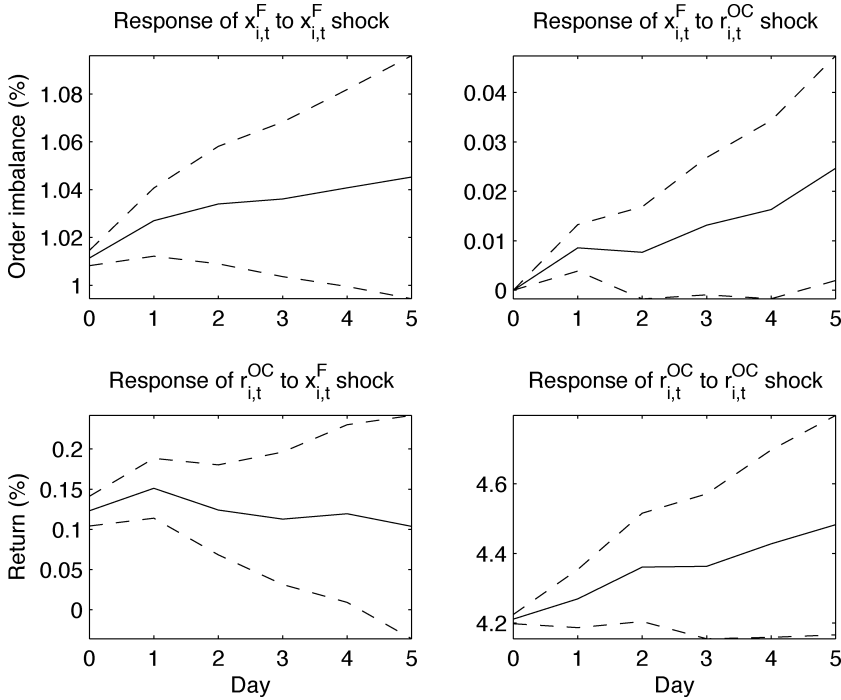 Response of x^F_{i,t} to x^F_{i,t} shock
Order imbalance (%)
1.08
1.06
1.04
1.02
1
0 1 2 3 4 5
Response of x^F_{i,t} to r^{OC}_{i,t} shock
0.04
0.03
0.02
0.01
0
0 1 2 3 4 5
Response of r^{OC}_{i,t} to x^F_{i,t} shock
Return (%)
0.2
0.15
0.1
0.05
0
0 1 2 3 4 5
Day
Response of r^{OC}_{i,t} to r^{OC}_{i,t} shock
4.6
4.4
4.2
0 1 2 3 4 5
Day